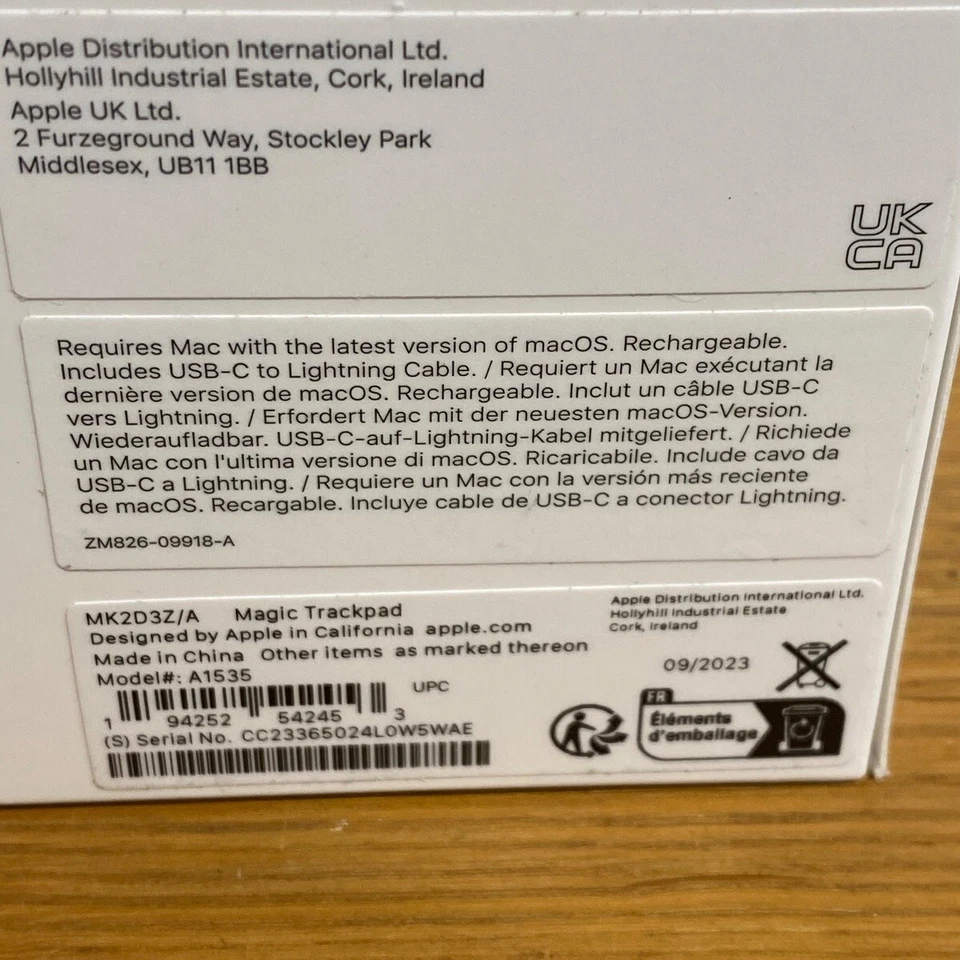 Apple Distribution International Ltd.
Hollyhill Industrial Estate, Cork, Ireland
Apple UK Ltd.
2 Furzeground Way, Stockley Park
Middlesex, UB11 1BB
UK
CA
Requires Mac with the latest version of macOS. Rechargeable.
Includes USB-C to Lightning Cable. / Requiert un Mac exécutant la
dernière version de macOS. Rechargeable. Inclut un câble USB-C
vers Lightning. / Erfordert Mac mit der neuesten macOS-Version.
Wiederaufladbar. USB-C-auf-Lightning-Kabel mitgeliefert. / Richiede
un Mac con l'ultima versione di macOS. Ricaricabile. Include cavo da
USB-C a Lightning. / Requiere un Mac con la versión más reciente
de macOS. Recargable. Incluye cable de USB-C a conector Lightning.
ZM826-09918-A
MK2D3Z/A Magic Trackpad
Designed by Apple in California apple.com
Made in China Other items as marked thereon
Model#: A1535
UPC
1 94252 54245 3
(S) Serial No. CC23365024L0W5WAE
Apple Distribution International Ltd.
Hollyhill Industrial Estate
Cork, Ireland
09/2023
FR
Éléments
d'emballage